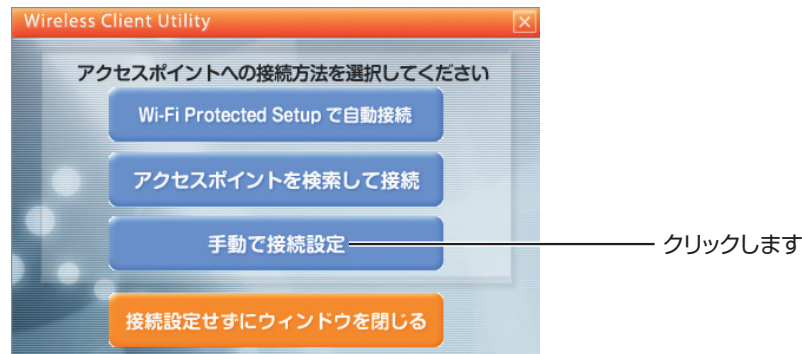 Wireless Client Utility
アクセスポイントへの接続方法を選択してください
Wi-Fi Protected Setup で自動接続
アクセスポイントを検索して接続
手動で接続設定
クリックします
接続設定せずにウィンドウを閉じる